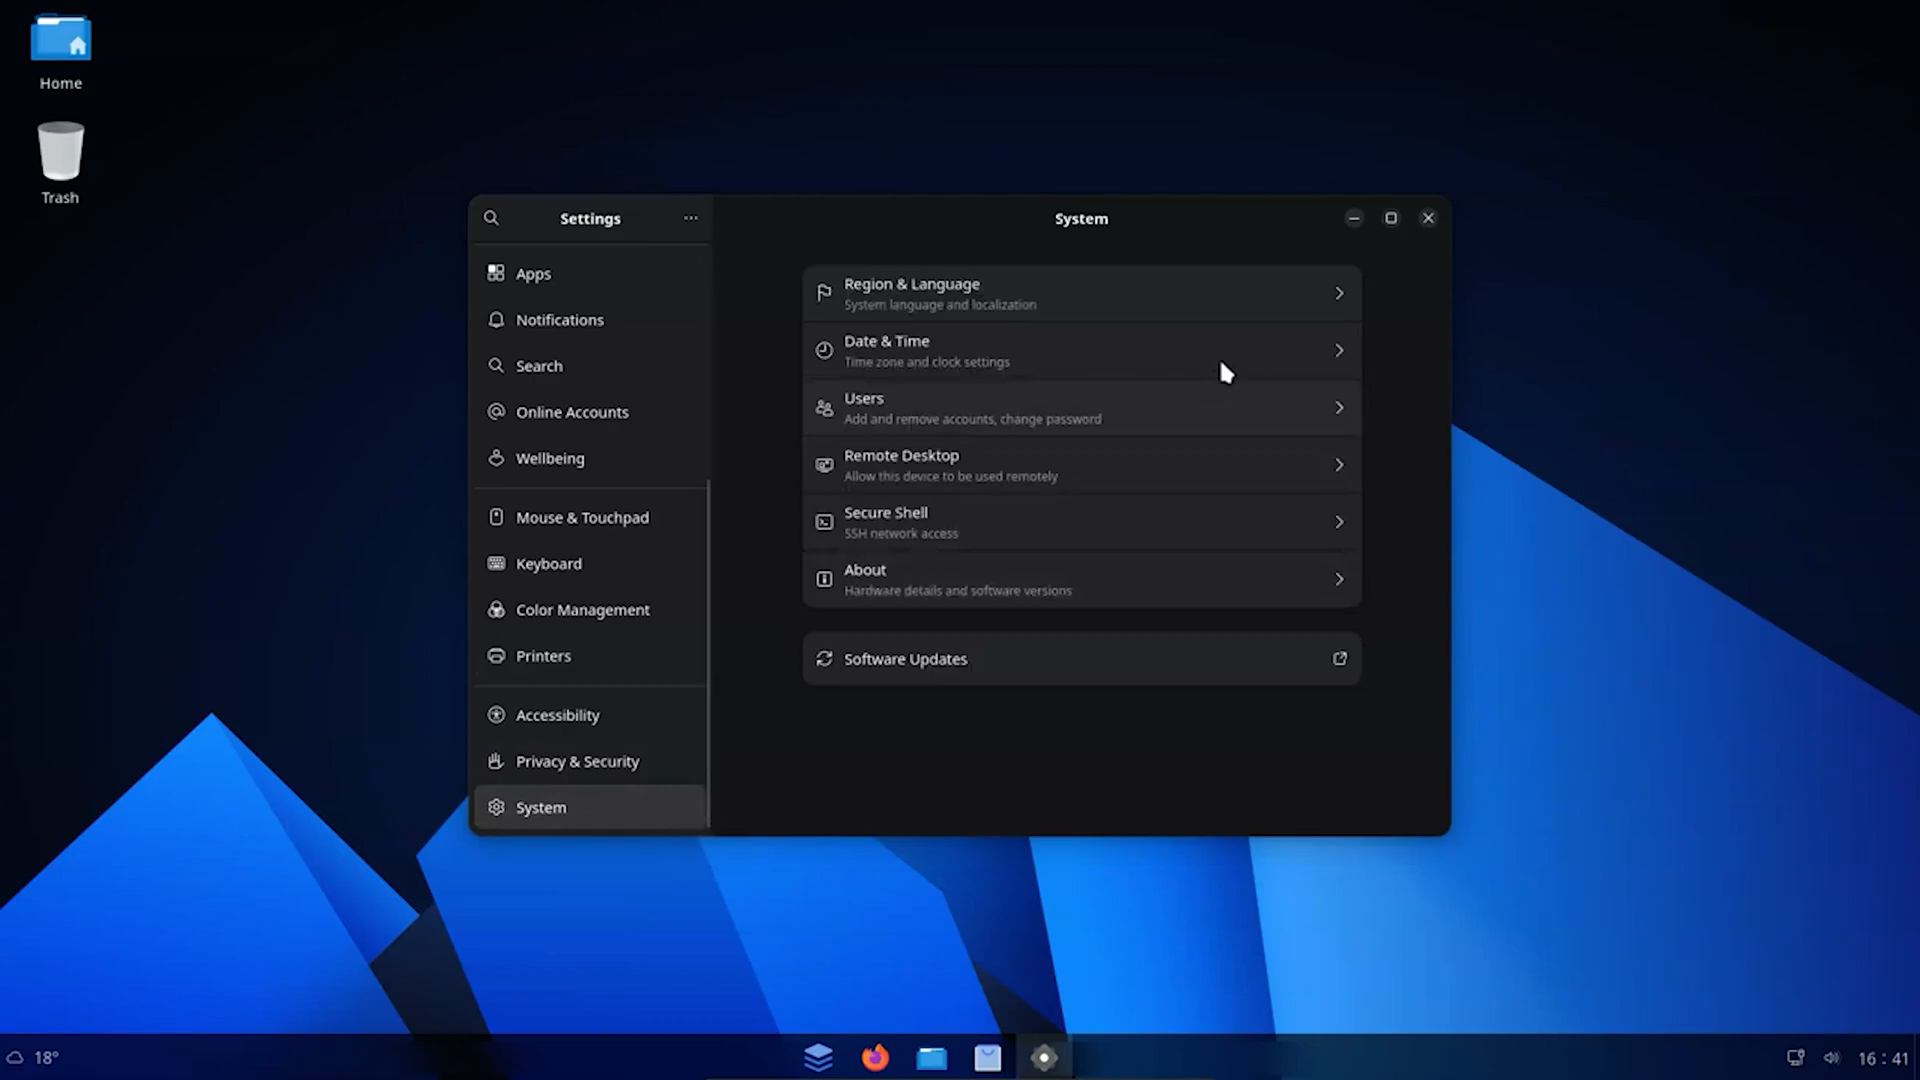 Home
Trash
Settings
Apps
Notifications
Search
Online Accounts
Wellbeing
Mouse & Touchpad
Keyboard
Color Management
Printers
Accessibility
Privacy & Security
System
System
Region & Language
System language and localization
Date & Time
Time zone and clock settings
Users
Add and remove accounts, change password
Remote Desktop
Allow this device to be used remotely
Secure Shell
SSH network access
About
Hardware details and software versions
Software Updates
18°
16 : 41